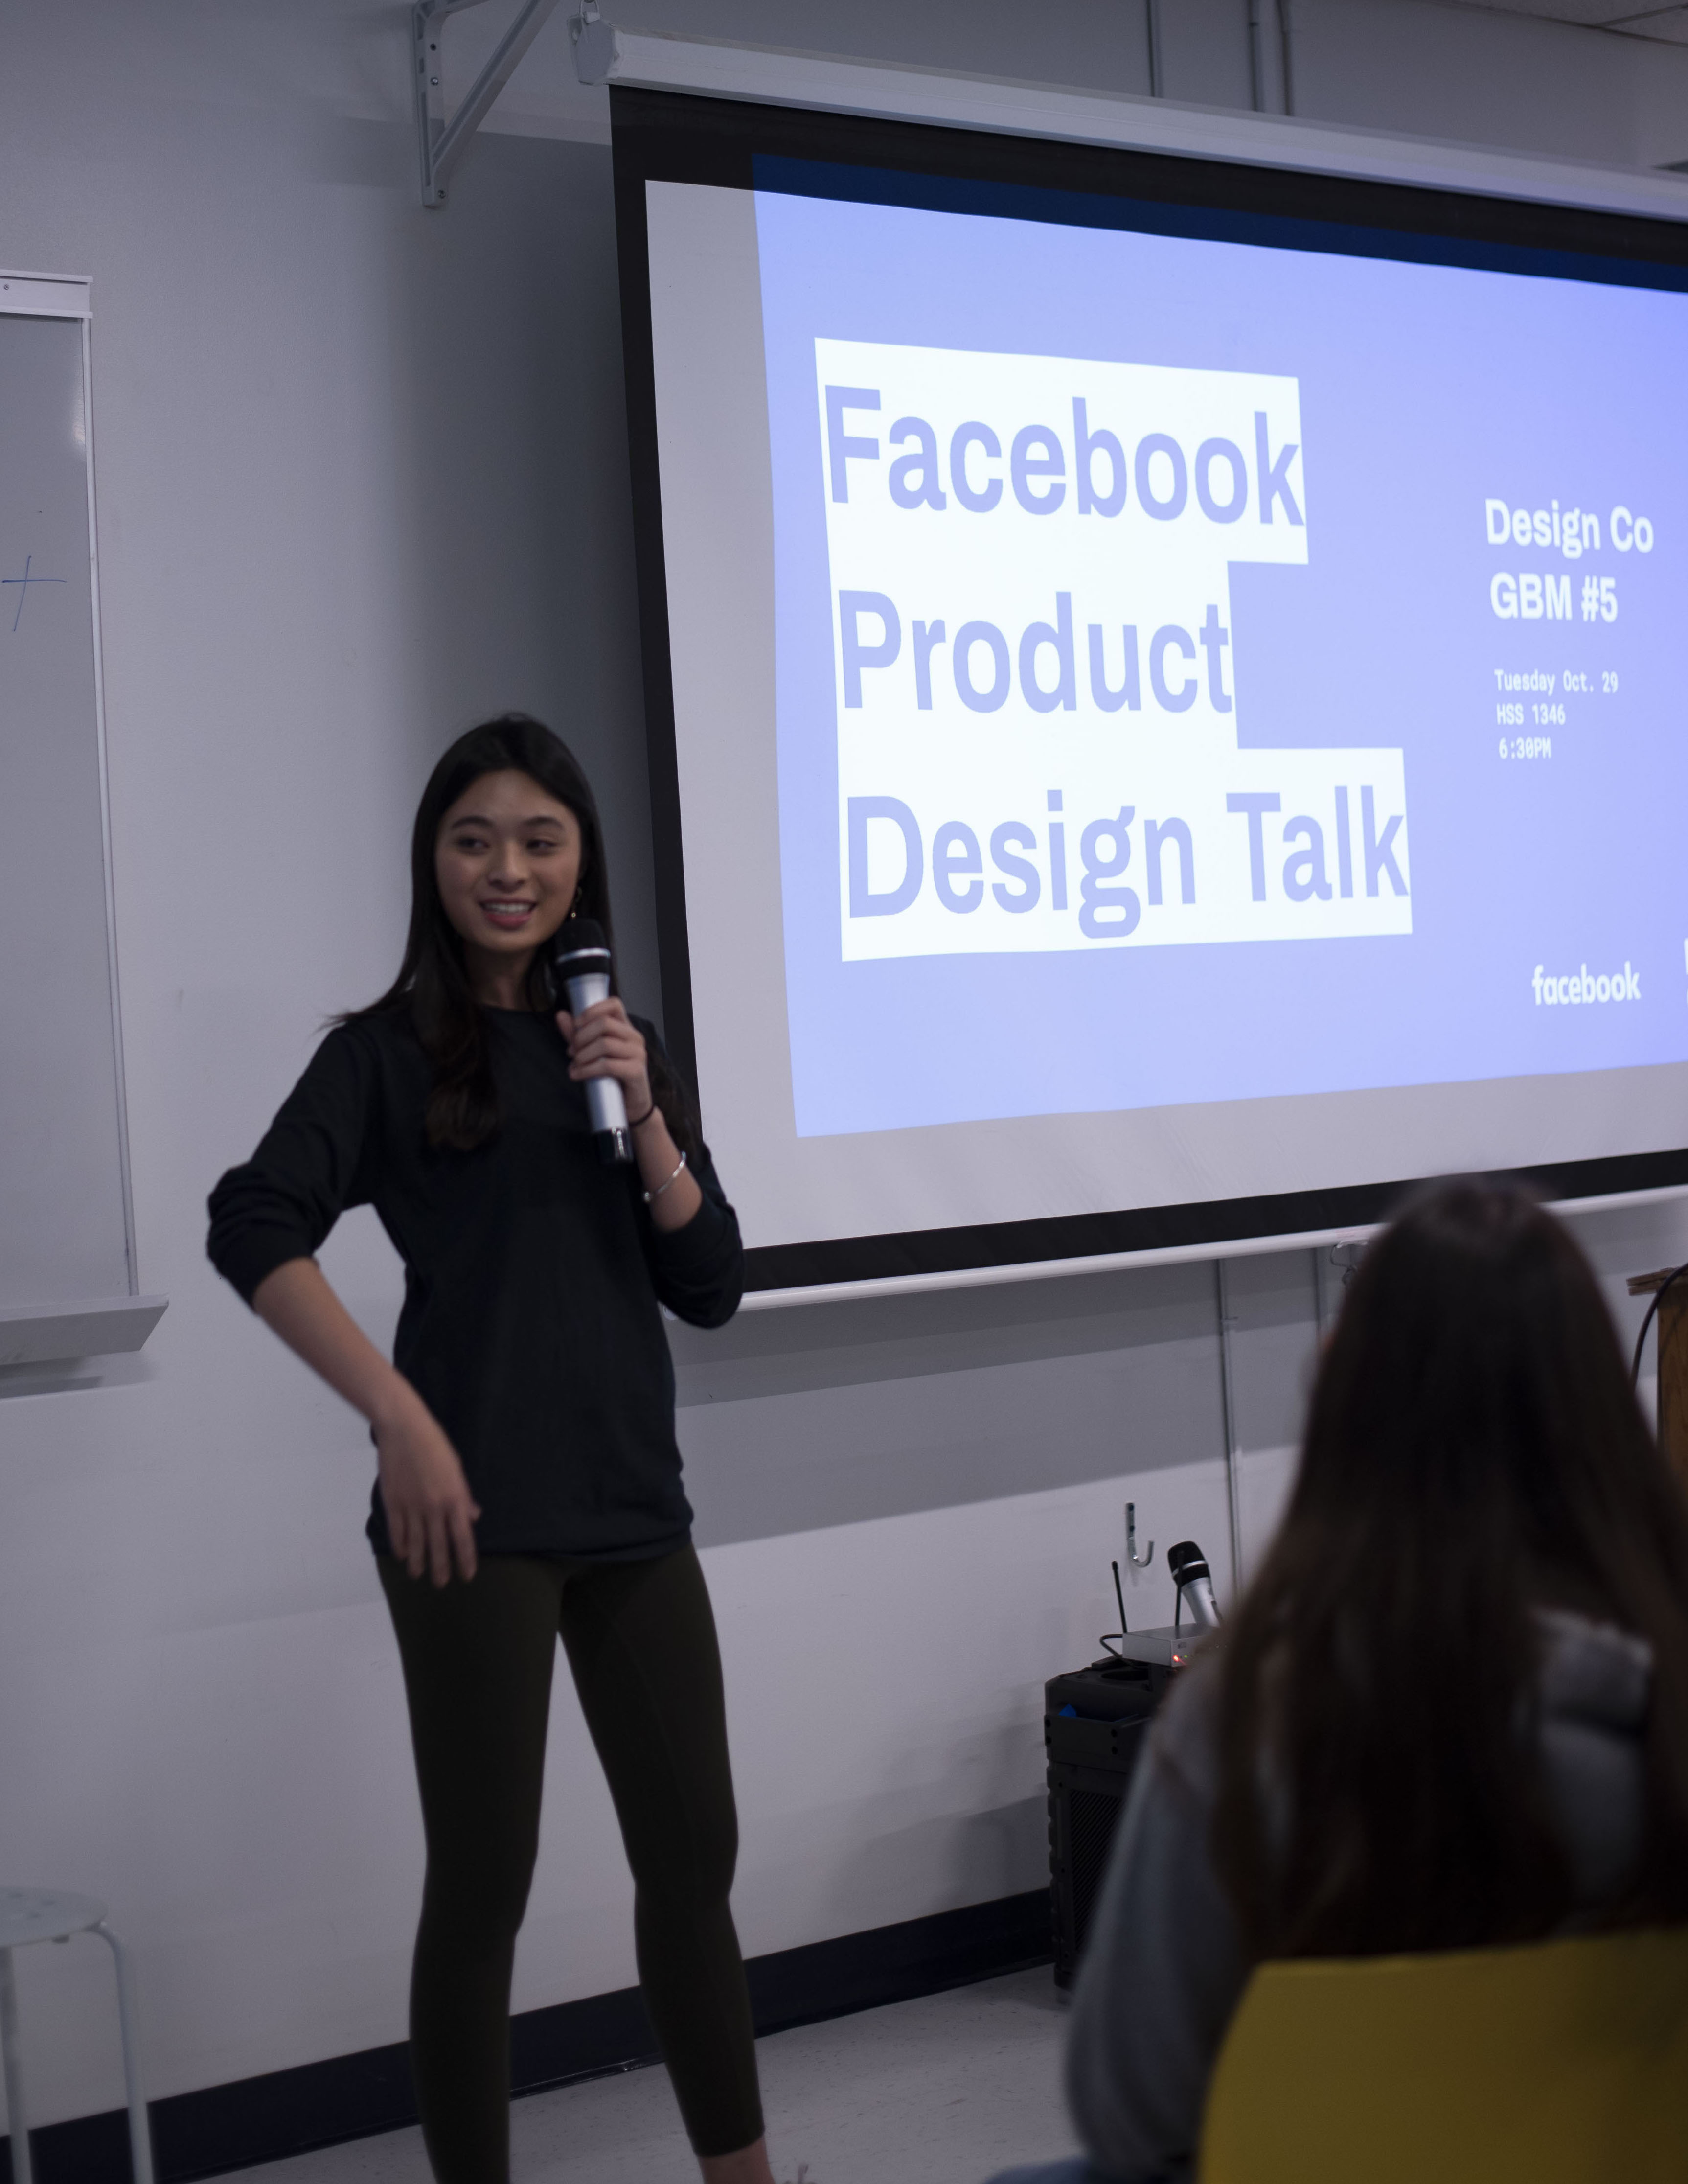 Facebook
Product
Design Talk
Design Co
GBM #5
Tuesday Oct. 29
HSS 1346
6:30PM
facebook